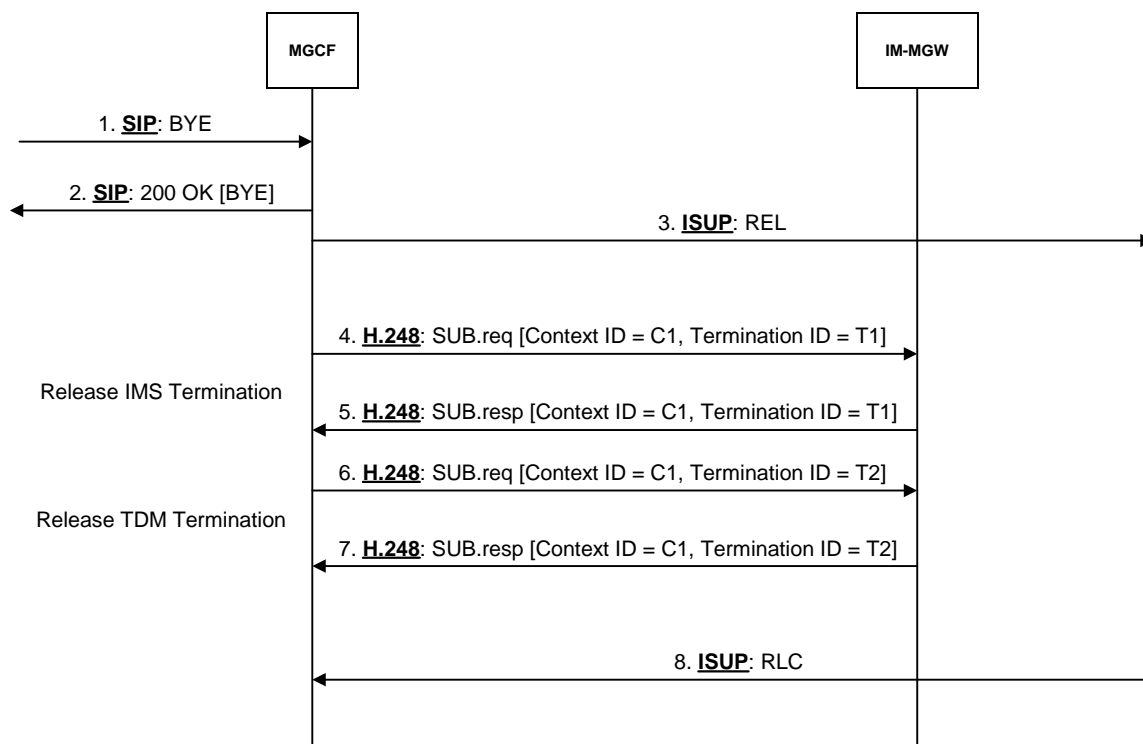 MGCF
IM-MGW
1. SIP: BYE
2. SIP: 200 OK [BYE]
3. ISUP: REL
4. H.248: SUB.req [Context ID = C1, Termination ID = T1]
Release IMS Termination
5. H.248: SUB.resp [Context ID = C1, Termination ID = T1]
6. H.248: SUB.req [Context ID = C1, Termination ID = T2]
Release TDM Termination
7. H.248: SUB.resp [Context ID = C1, Termination ID = T2]
8. ISUP: RLC